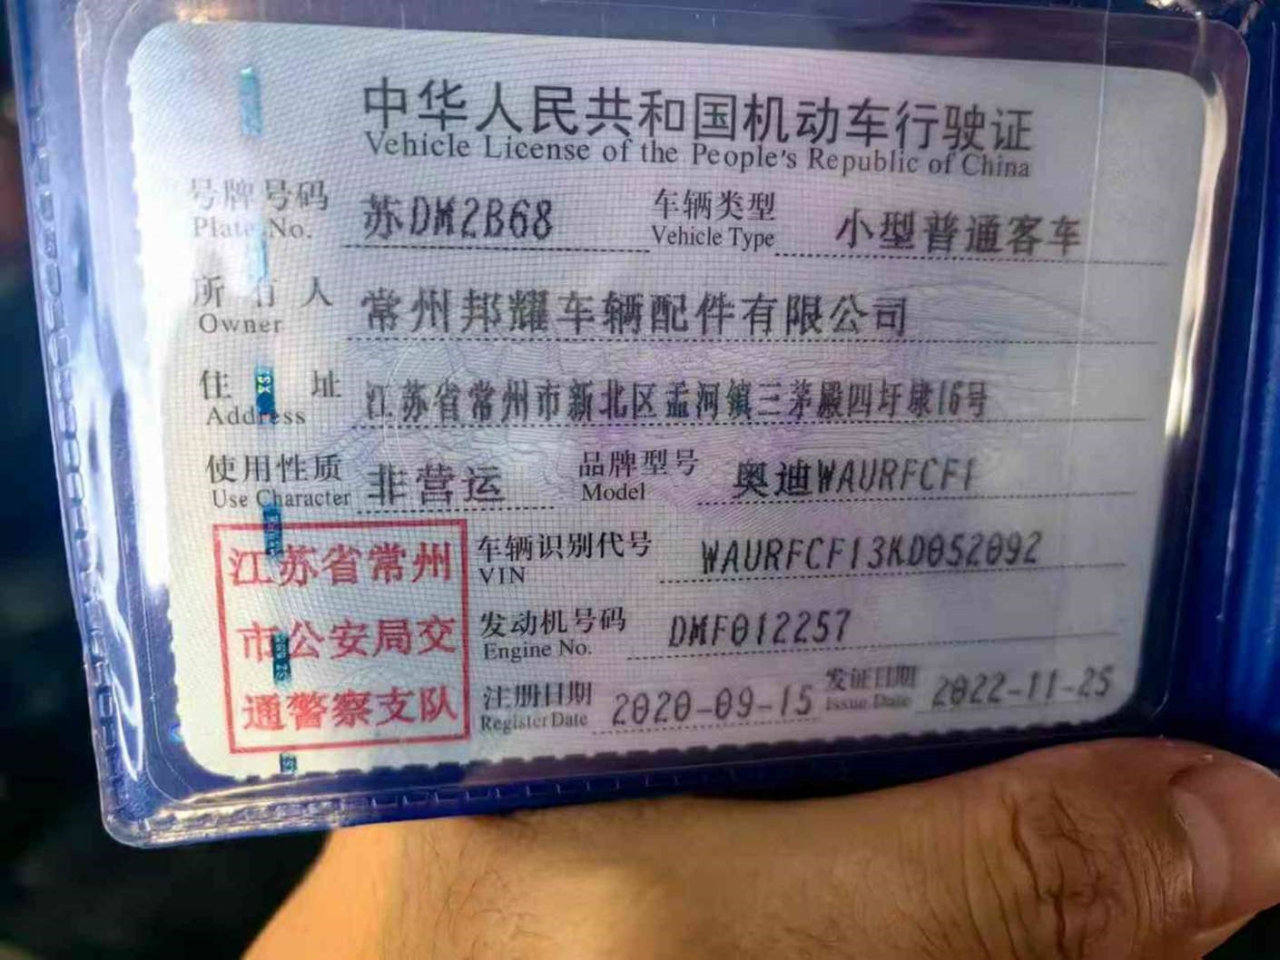 中华人民共和国机动车行驶证
Vehicle License of the People's Republic of China
号牌号码 苏DM2B68 车辆类型 小型普通客车
Plate No. Vehicle Type
所有人 常州邦耀车辆配件有限公司
Owner
住址 江苏省常州市新北区孟河镇三茅殿四圩埭16号
Address
使用性质 非营运 品牌型号 奥迪WAURFCF1
Use Character Model
江苏省常州 车辆识别代号 WAURFCF13KD052092
VIN
市公安局交 发动机号码 DMF012257
Engine No.
通警察支队 注册日期 2020-09-15 发证日期 2022-11-25
Register Date Issue Date